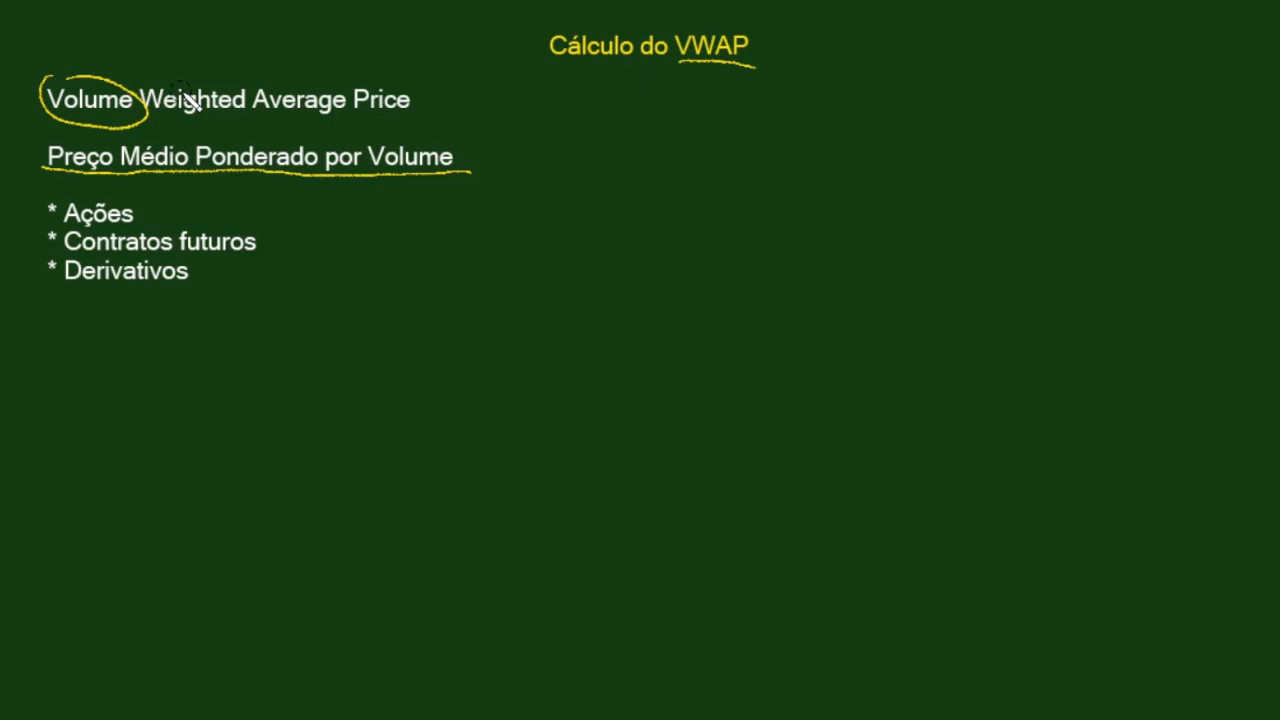 Cálculo do VWAP
Volume Weighted Average Price
Preço Médio Ponderado por Volume
* Ações
* Contratos futuros
* Derivativos